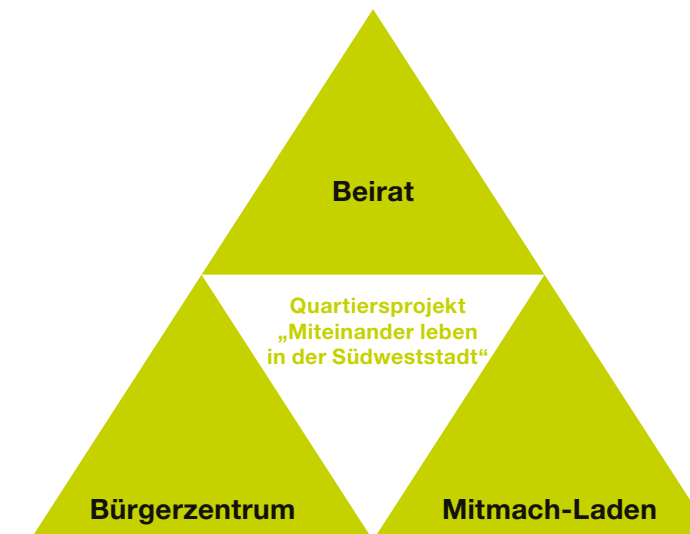 Beirat
Quartiersprojekt
„Miteinander leben
in der Südweststadt“
Bürgerzentrum
Mitmach-Laden